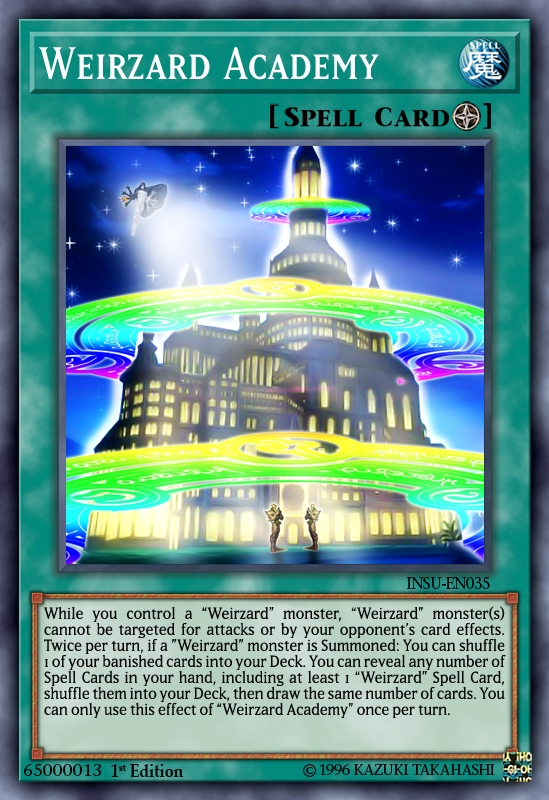 WEIRZARD ACADEMY
SPELL
魔
[ SPELL CARD ]
INSU-EN035
While you control a “Weirzard” monster, “Weirzard” monster(s)
cannot be targeted for attacks or by your opponent’s card effects.
Twice per turn, if a "Weirzard” monster is Summoned: You can shuffle
1 of your banished cards into your Deck. You can reveal any number of
Spell Cards in your hand, including at least 1 “Weirzard” Spell Card,
shuffle them into your Deck, then draw the same number of cards. You
can only use this effect of “Weirzard Academy” once per turn.
65000013 1st Edition © 1996 KAZUKI TAKAHASHI